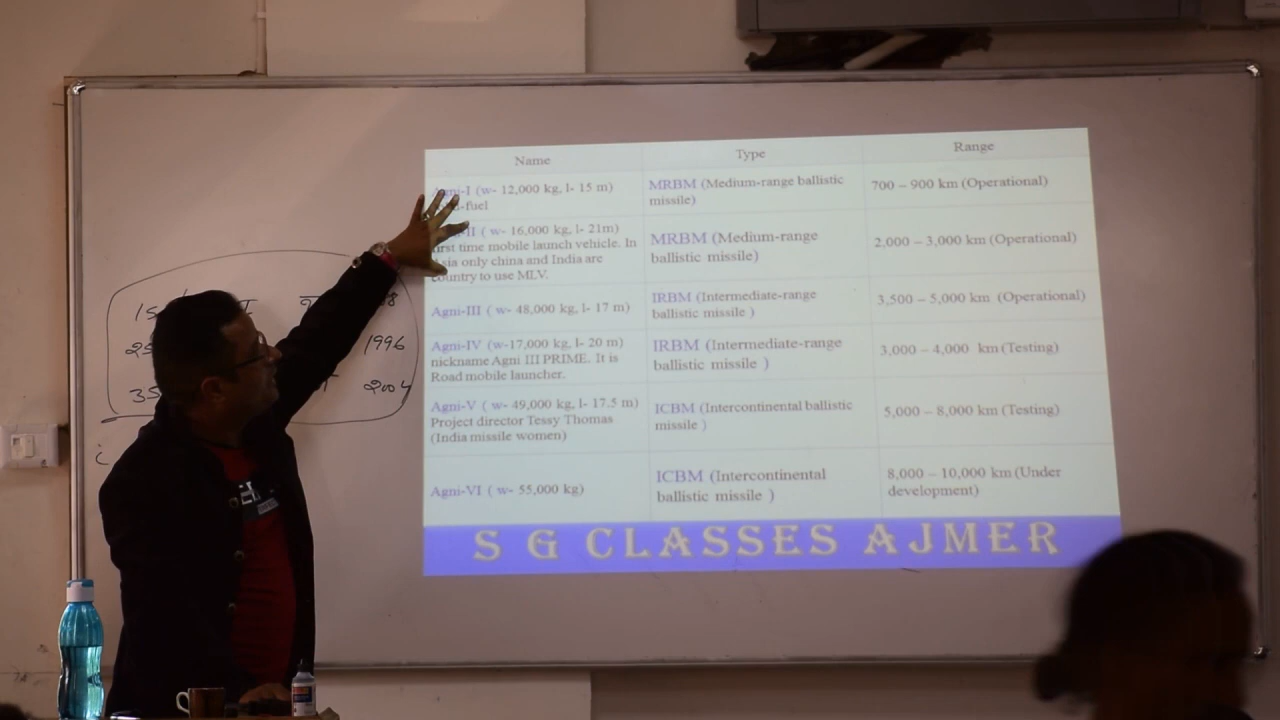 Name Type Range
Agni-I (w- 12,000 kg, l- 15 m)
-fuel
MRBM (Medium-range ballistic
missile)
700 – 900 km (Operational)
-II ( w- 16,000 kg, l- 21m)
first time mobile launch vehicle. In
Asia only china and India are
country to use MLV.
MRBM (Medium-range
ballistic missile)
2,000 – 3,000 km (Operational)
Agni-III ( w- 48,000 kg, l- 17 m)
IRBM (Intermediate-range
ballistic missile )
3,500 – 5,000 km (Operational)
Agni-IV (w-17,000 kg, l- 20 m)
nickname Agni III PRIME. It is
Road mobile launcher.
IRBM (Intermediate-range
ballistic missile )
3,000 – 4,000 km (Testing)
Agni-V ( w- 49,000 kg, l- 17.5 m)
Project director Tessy Thomas
(India missile women)
ICBM (Intercontinental ballistic
missile )
5,000 – 8,000 km (Testing)
Agni-VI ( w- 55,000 kg)
ICBM (Intercontinental
ballistic missile )
8,000 – 10,000 km (Under
development)
S G CLASSES AJMER
1996
2004